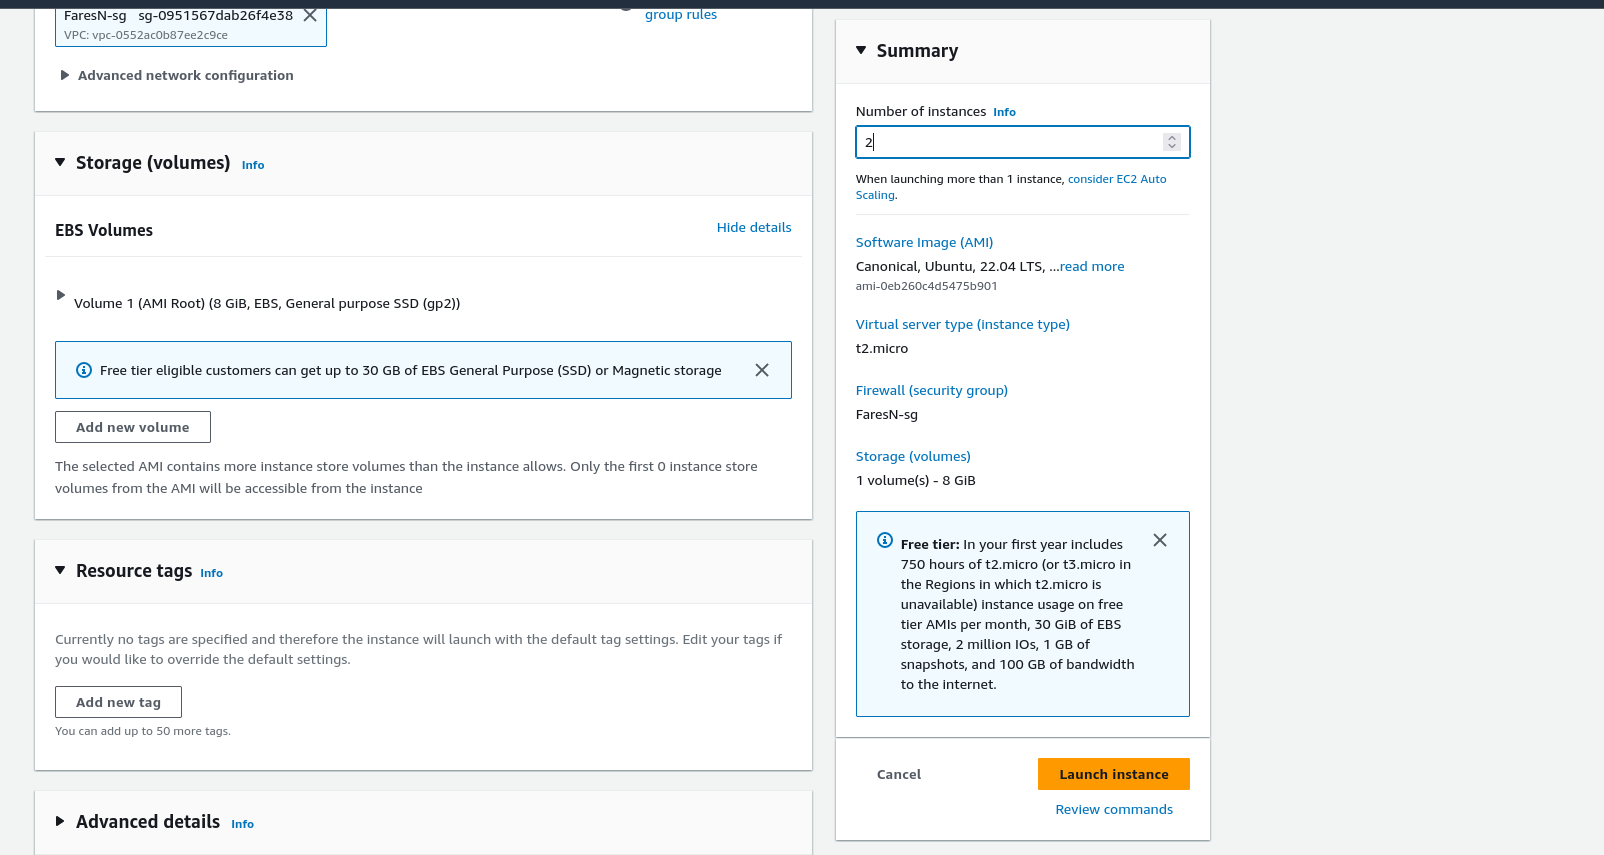 FaresN-sg sg-0951567dab26f4e38
VPC: vpc-0552ac0b87ee2c9ce
group rules
Advanced network configuration
Storage (volumes) Info
EBS Volumes
Hide details
Volume 1 (AMI Root) (8 GiB, EBS, General purpose SSD (gp2))
Free tier eligible customers can get up to 30 GB of EBS General Purpose (SSD) or Magnetic storage
Add new volume
The selected AMI contains more instance store volumes than the instance allows. Only the first 0 instance store
volumes from the AMI will be accessible from the instance
Resource tags Info
Currently no tags are specified and therefore the instance will launch with the default tag settings. Edit your tags if
you would like to override the default settings.
Add new tag
You can add up to 50 more tags.
Advanced details Info
Summary
Number of instances Info
2
When launching more than 1 instance, consider EC2 Auto
Scaling.
Software Image (AMI)
Canonical, Ubuntu, 22.04 LTS, ...read more
ami-0eb260c4d5475b901
Virtual server type (instance type)
t2.micro
Firewall (security group)
FaresN-sg
Storage (volumes)
1 volume(s) - 8 GiB
Free tier: In your first year includes
750 hours of t2.micro (or t3.micro in
the Regions in which t2.micro is
unavailable) instance usage on free
tier AMIs per month, 30 GiB of EBS
storage, 2 million IOs, 1 GB of
snapshots, and 100 GB of bandwidth
to the internet.
Cancel
Launch instance
Review commands